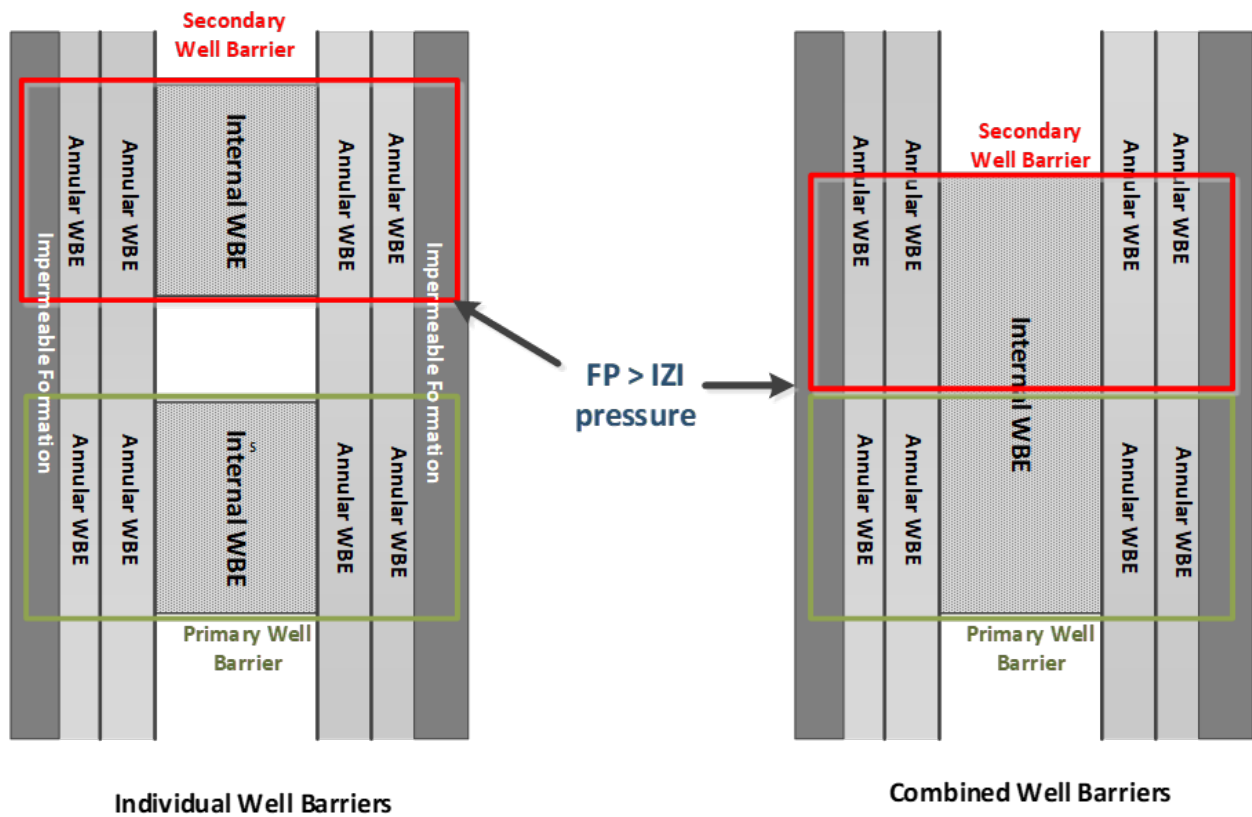 Secondary
Well Barrier
Impermeable Formation
Annular WBE
Annular WBE
Internal WBE
Annular WBE
Annular WBE
Impermeable Formation
Annular WBE
Annular WBE
Internal WBE
s
Annular WBE
Annular WBE
Primary Well
Barrier
Individual Well Barriers
FP > IZI
pressure
Secondary
Well Barrier
Annular WBE
Annular WBE
Internal WBE
Annular WBE
Annular WBE
Annular WBE
Annular WBE
Annular WBE
Annular WBE
Primary Well
Barrier
Combined Well Barriers